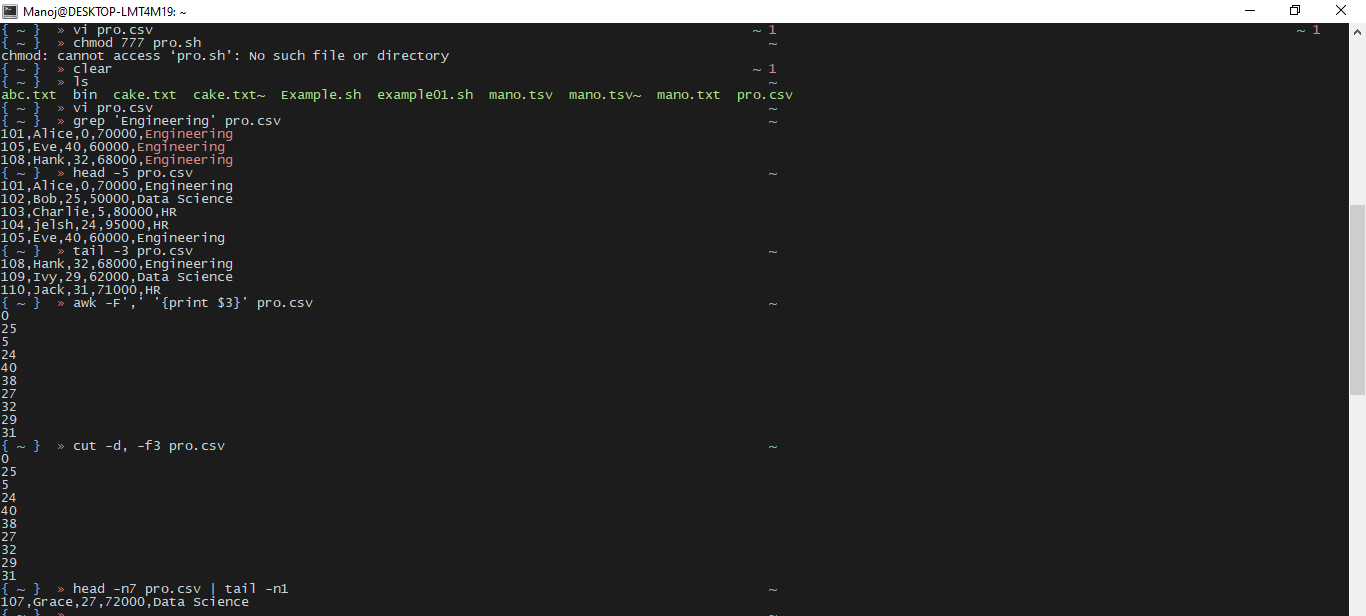 Manoj@DESKTOP-LMT4M19: ~
{ ~ } » vi pro.csv ~ 1 ~ 1
{ ~ } » chmod 777 pro.sh ~
chmod: cannot access ‘pro.sh’: No such file or directory
{ ~ } » clear ~ 1
{ ~ } » ls ~
abc.txt bin cake.txt cake.txt~ Example.sh example01.sh mano.tsv mano.tsv~ mano.txt pro.csv
{ ~ } » vi pro.csv ~
{ ~ } » grep 'Engineering' pro.csv ~
101,Alice,0,70000,Engineering
105,Eve,40,60000,Engineering
108,Hank,32,68000,Engineering
{ ~ } » head -5 pro.csv ~
101,Alice,0,70000,Engineering
102,Bob,25,50000,Data Science
103,Charlie,5,80000,HR
104,jelsh,24,95000,HR
105,Eve,40,60000,Engineering
{ ~ } » tail -3 pro.csv ~
108,Hank,32,68000,Engineering
109,Ivy,29,62000,Data Science
110,Jack,31,71000,HR
{ ~ } » awk -F',' '{print $3}' pro.csv ~
0
25
5
24
40
38
27
32
29
31
{ ~ } » cut -d, -f3 pro.csv ~
0
25
5
24
40
38
27
32
29
31
{ ~ } » head -n7 pro.csv | tail -n1 ~
107,Grace,27,72000,Data Science
{ ~ } » ~